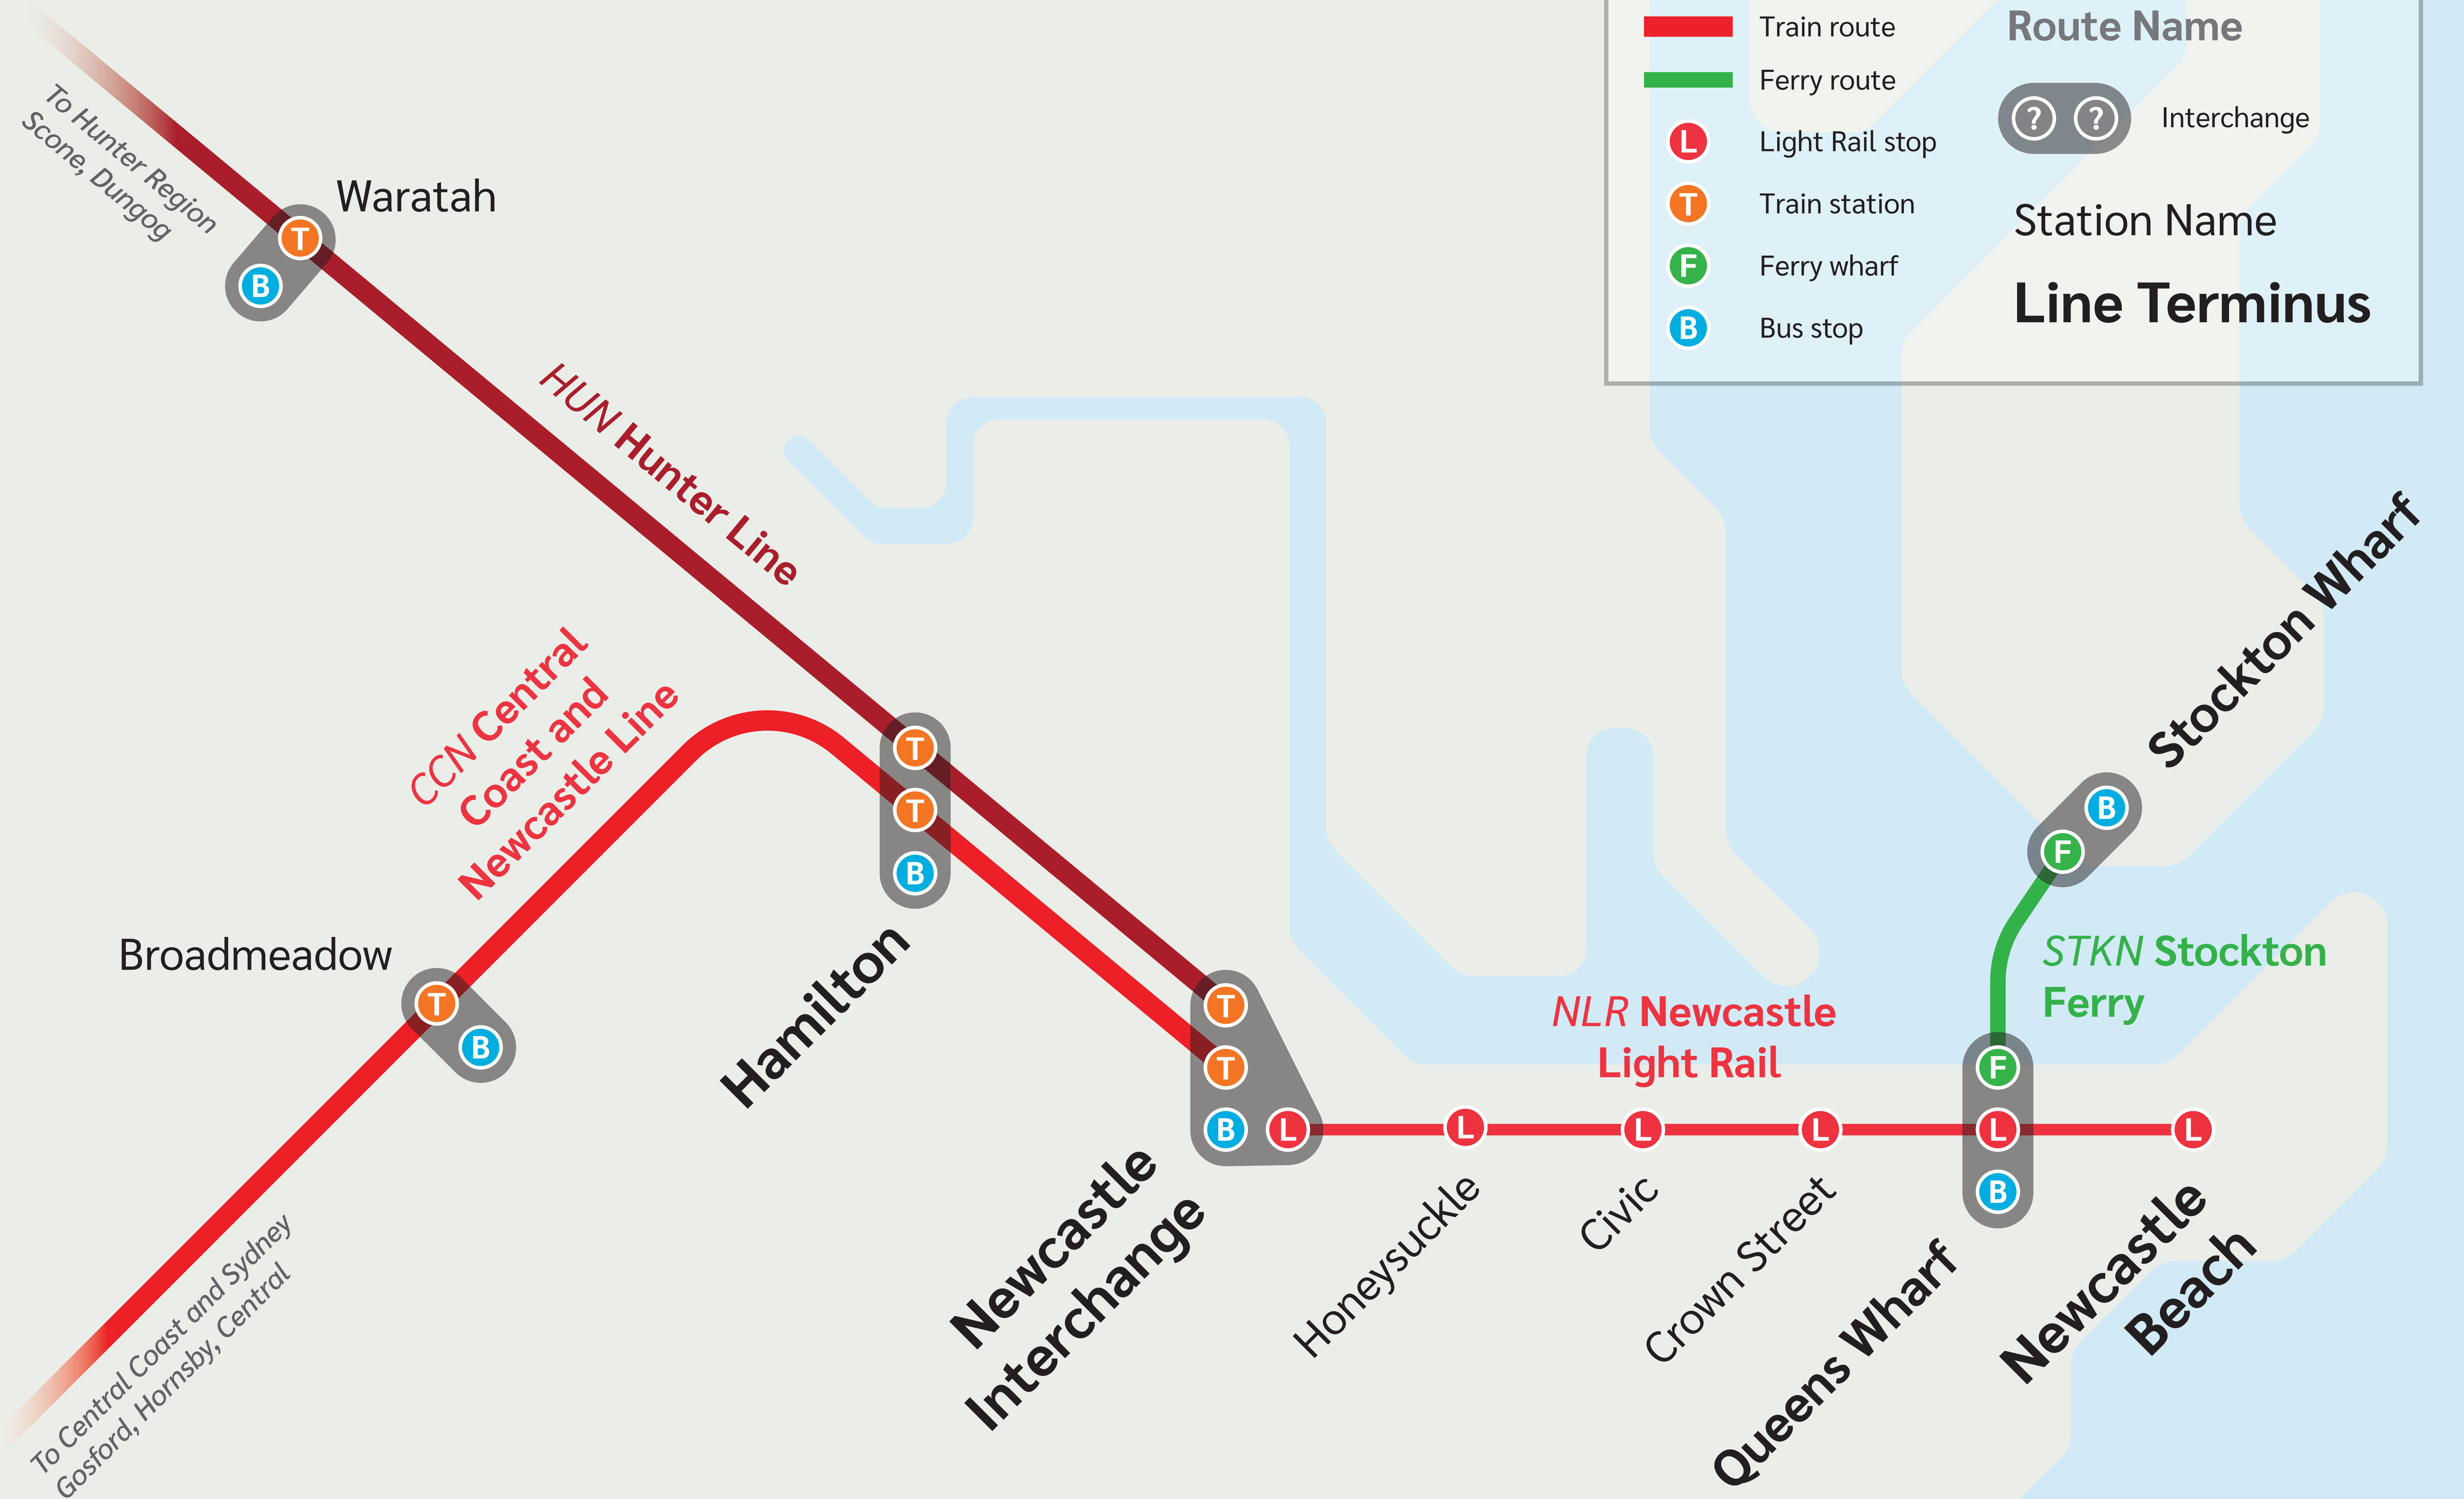 Train route
Ferry route
L Light Rail stop
T Train station
F Ferry wharf
B Bus stop
Route Name
? ? Interchange
Station Name
Line Terminus
To Hunter Region
Scone, Dungog
Waratah
T
B
HUN Hunter Line
CCN Central
Coast and
Newcastle Line
Broadmeadow
T
B
To Central Coast and Sydney
Gosford, Hornsby, Central
T
T
B
Hamilton
T
T
B L
Newcastle
Interchange
NLR Newcastle
Light Rail
L
Honeysuckle
L
Civic
L
Crown Street
F
L
B
Queens Wharf
L
Newcastle
Beach
STKN Stockton
Ferry
B
F
Stockton Wharf